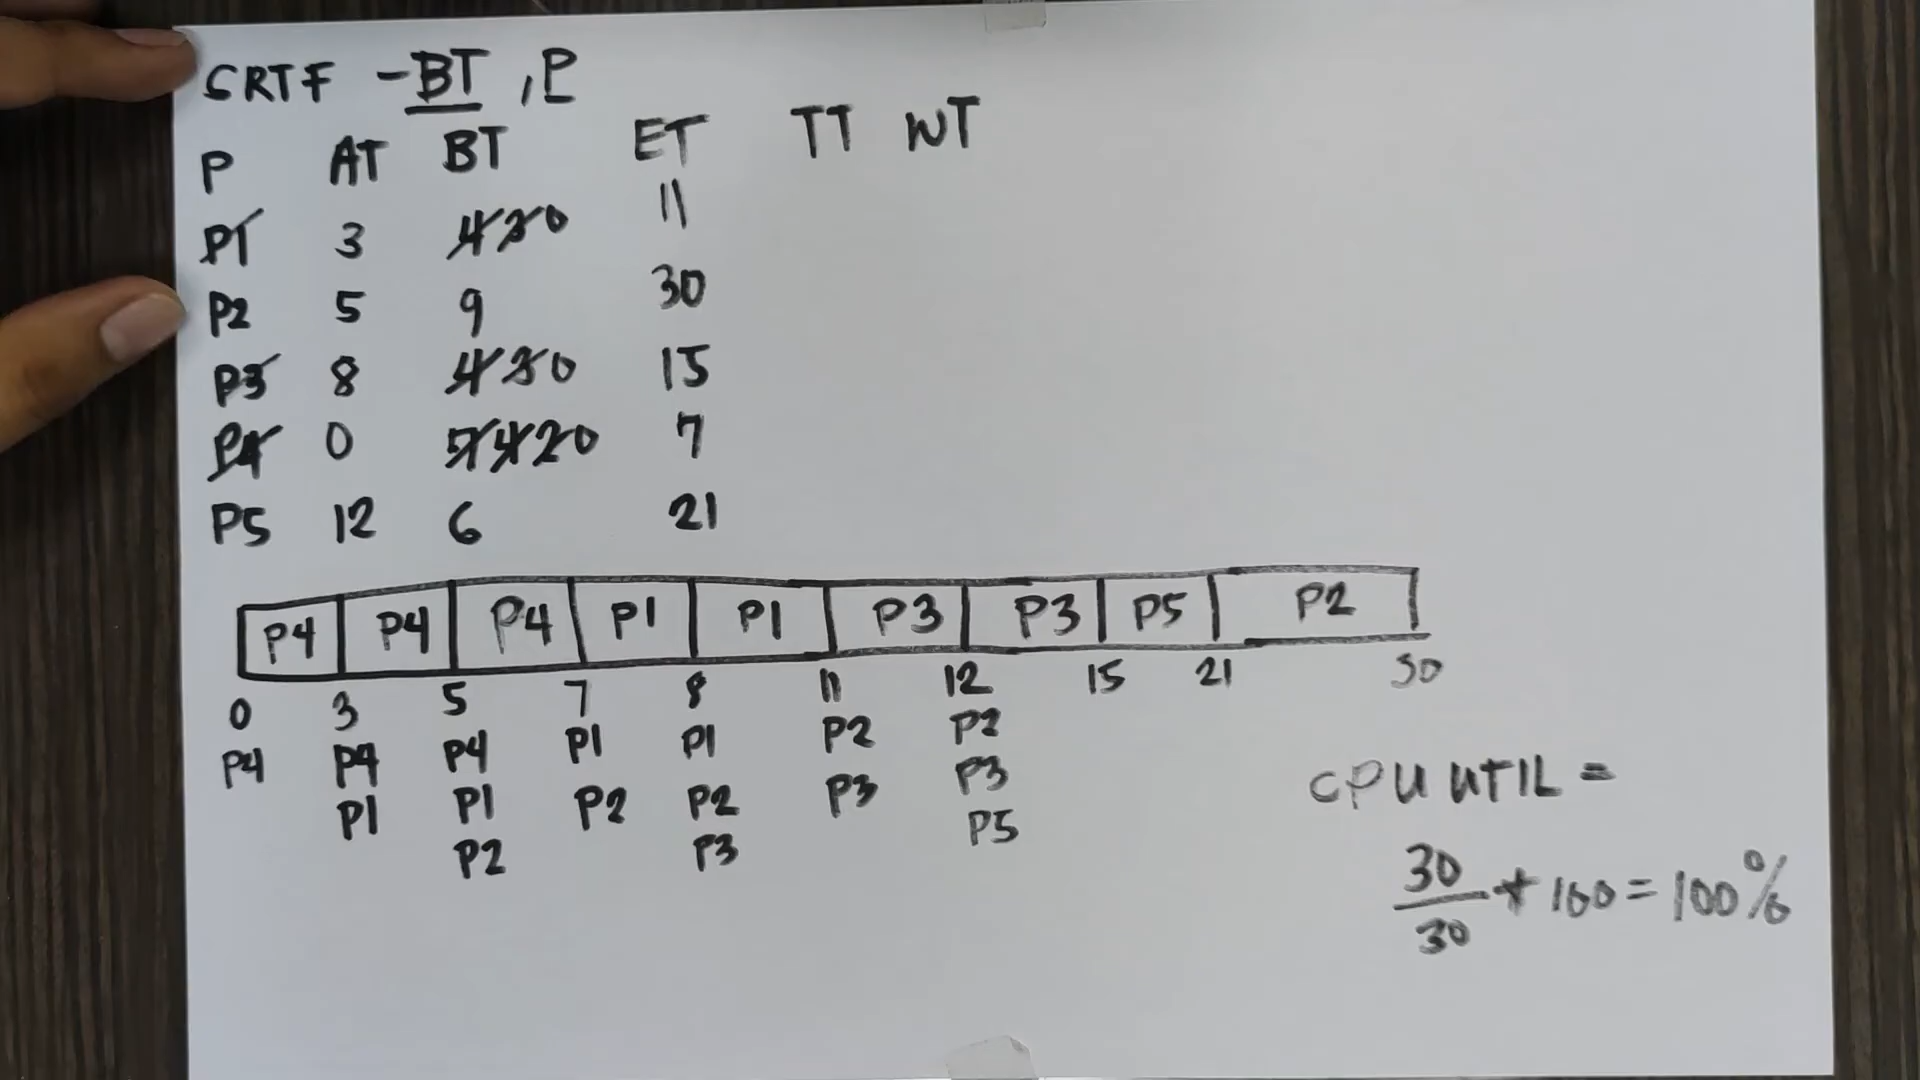 SRTF - BT , P
P AT BT ET TT WT
P1 3 4 3 0 11
P2 5 9 30
P3 8 4 3 0 15
P4 0 7 4 2 0 7
P5 12 6 21
P4 P4 P4 P1 P1 P3 P3 P5 P2
0 3 5 7 8 11 12 15 21 30
P4 P4 P4 P1 P1 P2 P2
P1 P1 P2 P2 P3 P3
P2 P3 P5
CPU UTIL =
30
30
* 100 = 100%